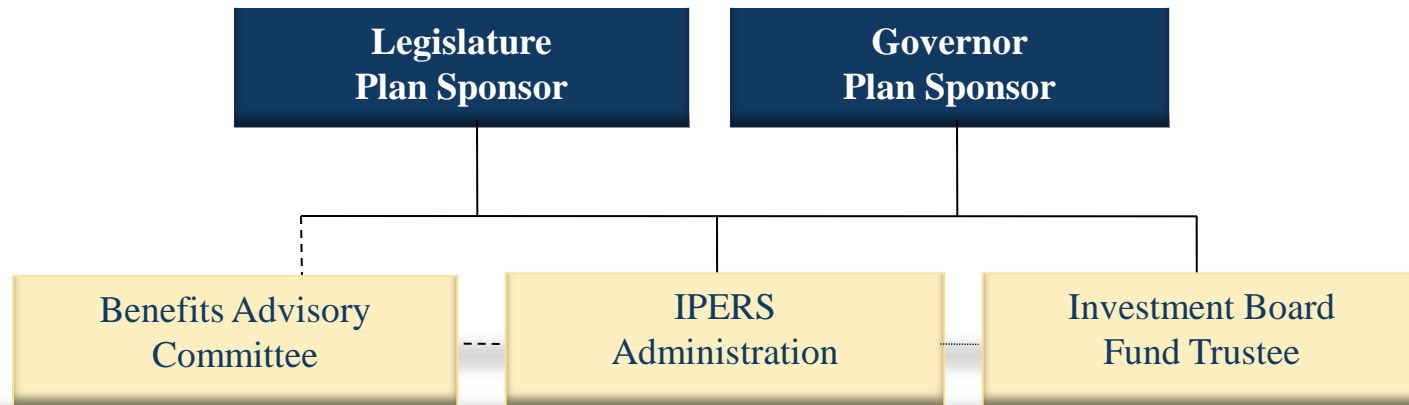 Legislature
Plan Sponsor
Governor
Plan Sponsor
Benefits Advisory
Committee
IPERS
Administration
Investment Board
Fund Trustee